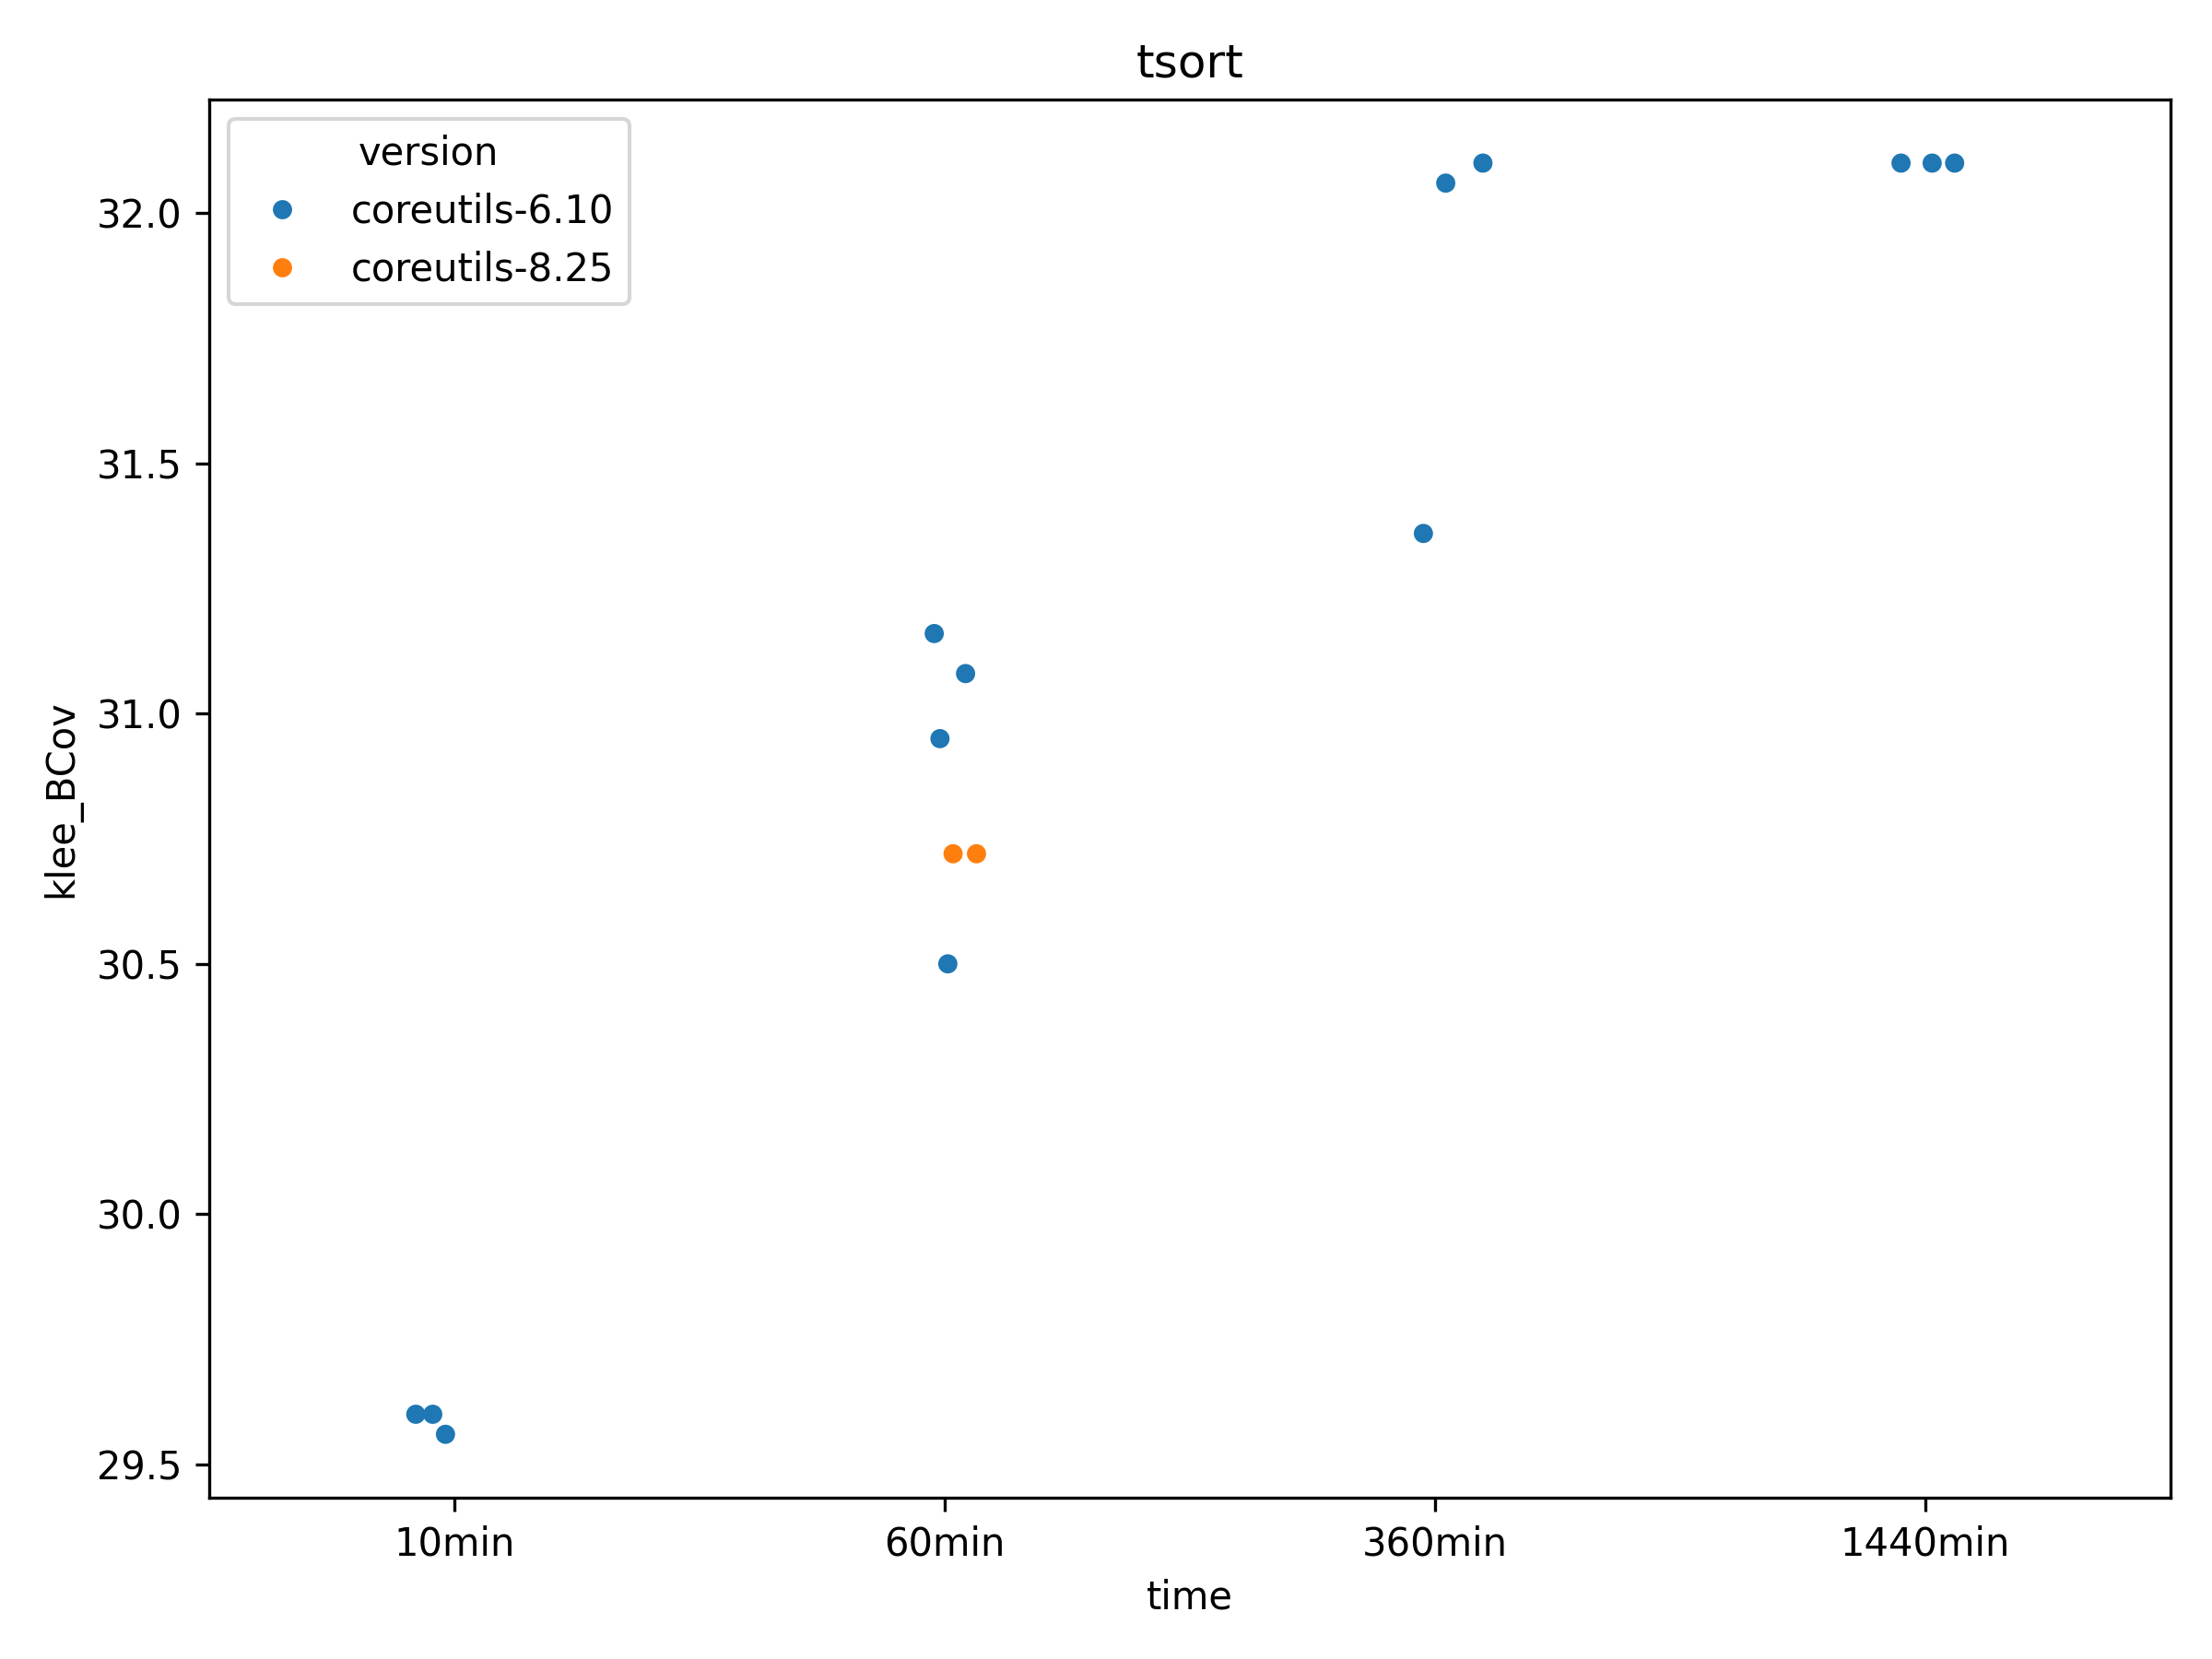 tsort
version
coreutils-6.10
coreutils-8.25
32.0
31.5
31.0
30.5
30.0
29.5
klee_BCov
10min 60min 360min 1440min
time